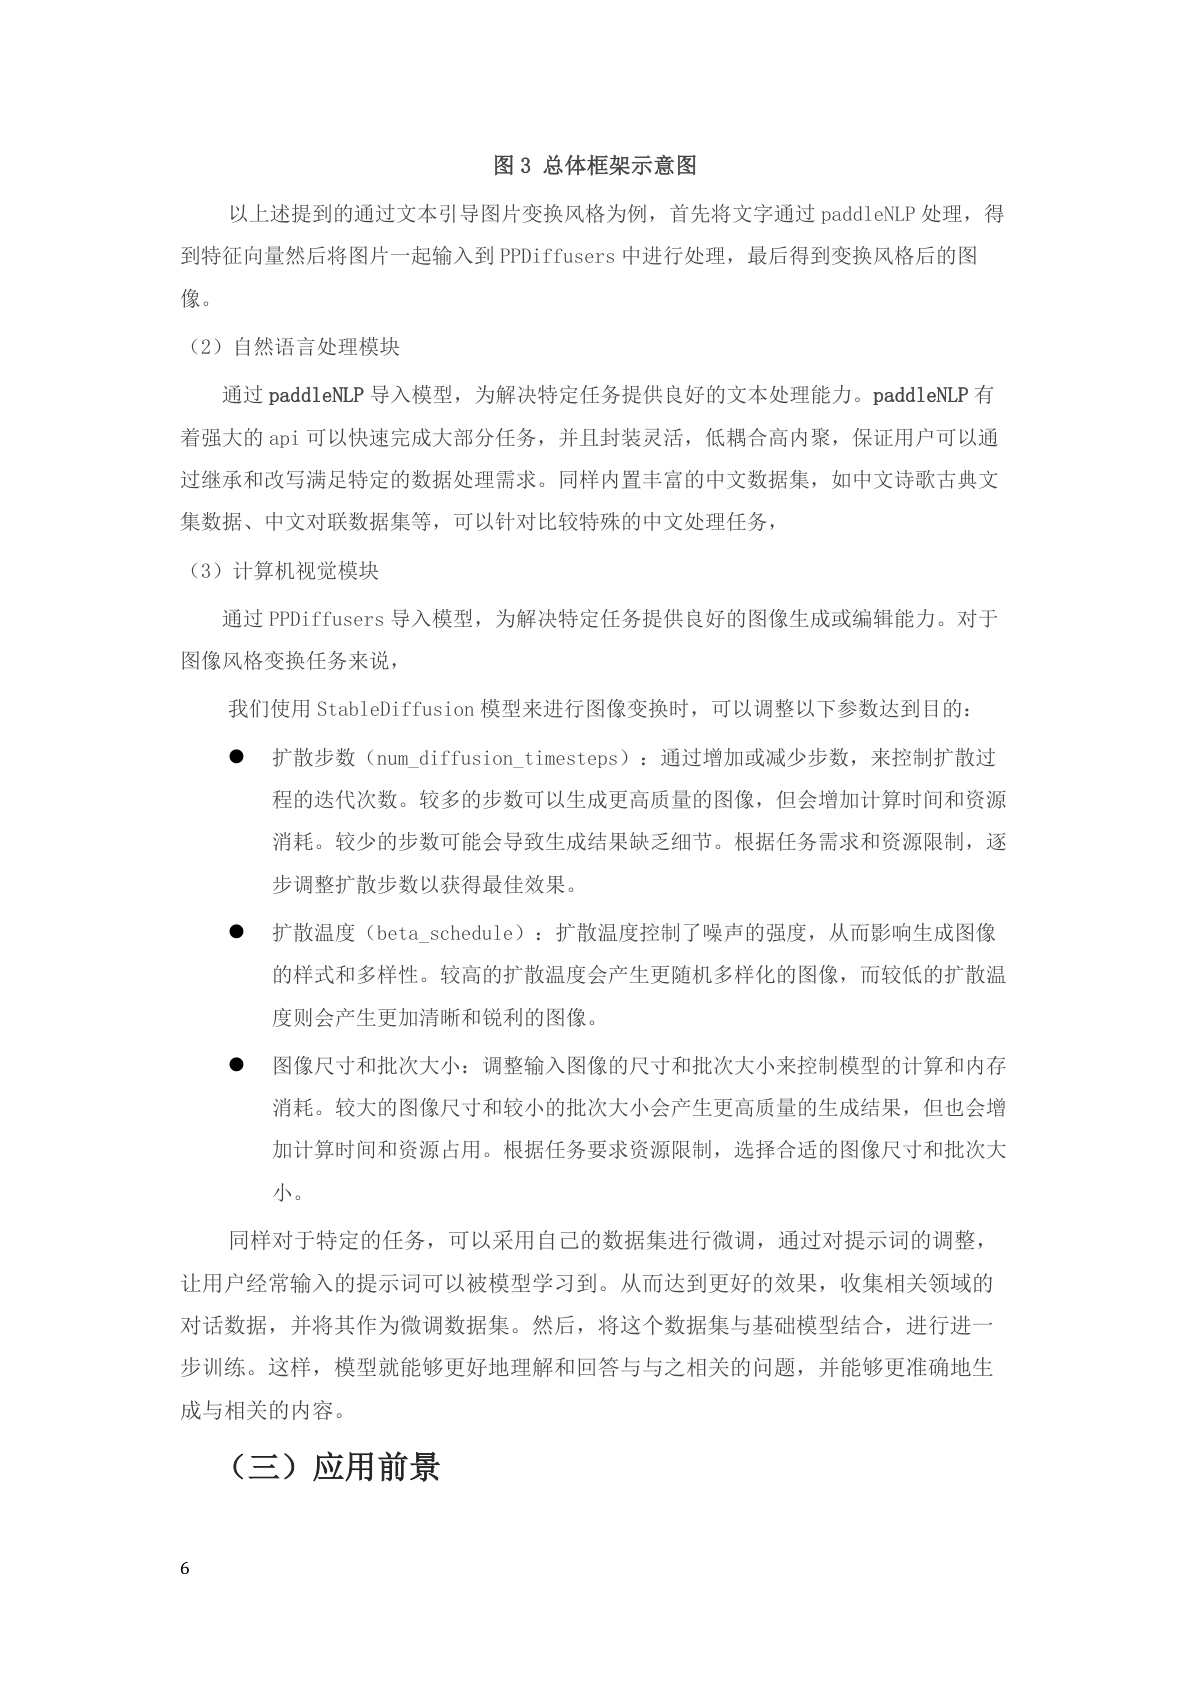 图 3 总体框架示意图
以上述提到的通过文本引导图片变换风格为例，首先将文字通过 paddleNLP 处理，得
到特征向量然后将图片一起输入到 PPDiffusers 中进行处理，最后得到变换风格后的图
像。
（2）自然语言处理模块
通过 paddleNLP 导入模型，为解决特定任务提供良好的文本处理能力。paddleNLP 有
着强大的 api 可以快速完成大部分任务，并且封装灵活，低耦合高内聚，保证用户可以通
过继承和改写满足特定的数据处理需求。同样内置丰富的中文数据集，如中文诗歌古典文
集数据、中文对联数据集等，可以针对比较特殊的中文处理任务，
（3）计算机视觉模块
通过 PPDiffusers 导入模型，为解决特定任务提供良好的图像生成或编辑能力。对于
图像风格变换任务来说，
我们使用 StableDiffusion 模型来进行图像变换时，可以调整以下参数达到目的：
● 扩散步数（num_diffusion_timesteps）：通过增加或减少步数，来控制扩散过
程的迭代次数。较多的步数可以生成更高质量的图像，但会增加计算时间和资源
消耗。较少的步数可能会导致生成结果缺乏细节。根据任务需求和资源限制，逐
步调整扩散步数以获得最佳效果。
● 扩散温度（beta_schedule）：扩散温度控制了噪声的强度，从而影响生成图像
的样式和多样性。较高的扩散温度会产生更随机多样化的图像，而较低的扩散温
度则会产生更加清晰和锐利的图像。
● 图像尺寸和批次大小：调整输入图像的尺寸和批次大小来控制模型的计算和内存
消耗。较大的图像尺寸和较小的批次大小会产生更高质量的生成结果，但也会增
加计算时间和资源占用。根据任务要求资源限制，选择合适的图像尺寸和批次大
小。
同样对于特定的任务，可以采用自己的数据集进行微调，通过对提示词的调整，
让用户经常输入的提示词可以被模型学习到。从而达到更好的效果，收集相关领域的
对话数据，并将其作为微调数据集。然后，将这个数据集与基础模型结合，进行进一
步训练。这样，模型就能够更好地理解和回答与与之相关的问题，并能够更准确地生
成与相关的内容。
（三）应用前景
6